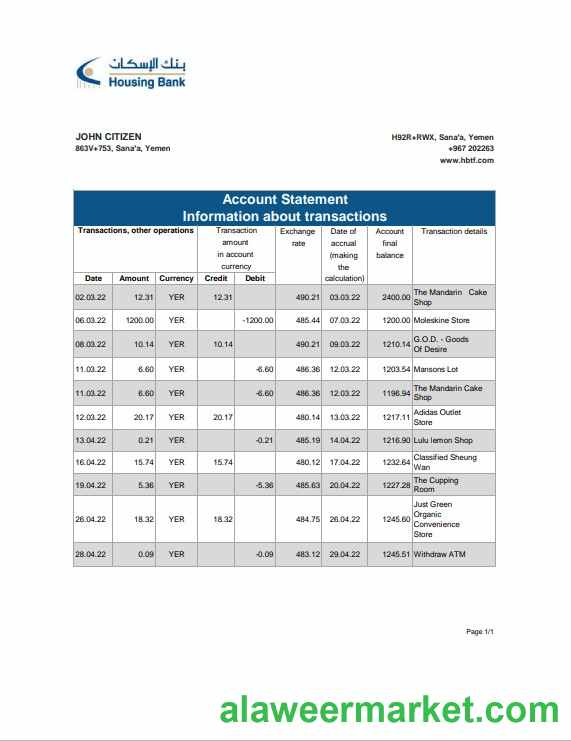 بنك الإسكان
Housing Bank
JOHN CITIZEN
863V+753, Sana'a, Yemen
H92R+RWX, Sana'a, Yemen
+967 202263
www.hbtf.com
Account Statement
Information about transactions
Transactions, other operations Transaction amount in account currency Exchange rate Date of accrual (making the calculation) Account final balance Transaction details
Date Amount Currency Credit Debit
02.03.22 12.31 YER 12.31 490.21 03.03.22 2400.00 The Mandarin Cake Shop
06.03.22 1200.00 YER -1200.00 485.44 07.03.22 1200.00 Moleskine Store
08.03.22 10.14 YER 10.14 490.21 09.03.22 1210.14 G.O.D. - Goods Of Desire
11.03.22 6.60 YER -6.60 486.36 12.03.22 1203.54 Mansons Lot
11.03.22 6.60 YER -6.60 486.36 12.03.22 1196.94 The Mandarin Cake Shop
12.03.22 20.17 YER 20.17 480.14 13.03.22 1217.11 Adidas Outlet Store
13.04.22 0.21 YER -0.21 485.19 14.04.22 1216.90 Lulu lemon Shop
16.04.22 15.74 YER 15.74 480.12 17.04.22 1232.64 Classified Sheung Wan
19.04.22 5.36 YER -5.36 485.63 20.04.22 1227.28 The Cupping Room
26.04.22 18.32 YER 18.32 484.75 26.04.22 1245.60 Just Green Organic Convenience Store
28.04.22 0.09 YER -0.09 483.12 29.04.22 1245.51 Withdraw ATM
Page 1/1
alaweermarket.com